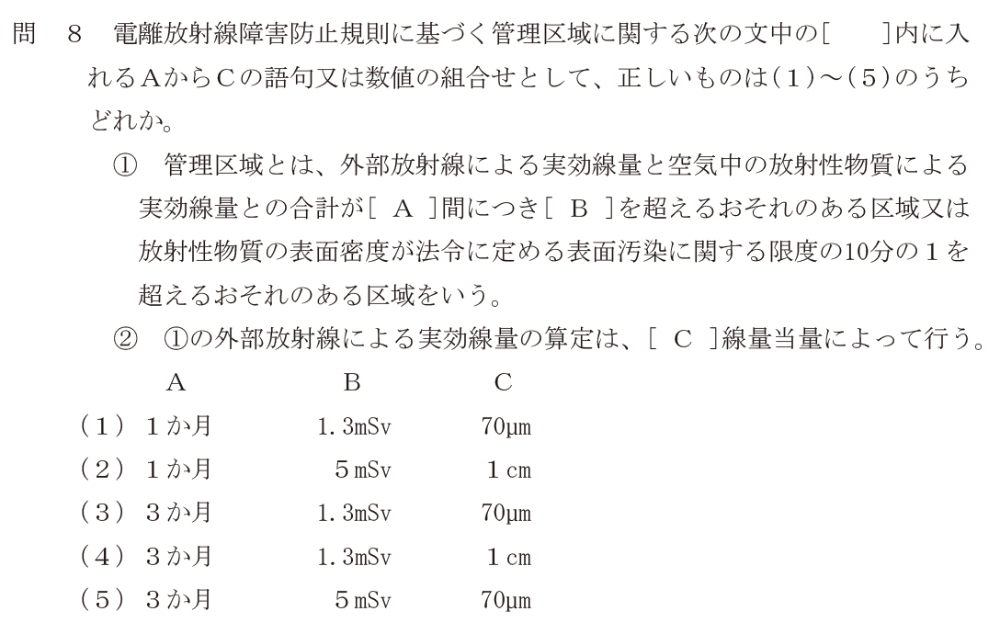 問　８　電離放射線障害防止規則に基づく管理区域に関する次の文中の[　　]内に入
れるＡからＣの語句又は数値の組合せとして、正しいものは(１)～(５)のうち
どれか。
①　管理区域とは、外部放射線による実効線量と空気中の放射性物質による
実効線量との合計が[　Ａ　]間につき[　Ｂ　]を超えるおそれのある区域又は
放射性物質の表面密度が法令に定める表面汚染に関する限度の10分の１を
超えるおそれのある区域をいう。
②　①の外部放射線による実効線量の算定は、[　Ｃ　]線量当量によって行う。
Ａ　　　Ｂ　　　Ｃ
(１) １か月　　1.3mSv　　70μm
(２) １か月　　５mSv　　１cm
(３) ３か月　　1.3mSv　　70μm
(４) ３か月　　1.3mSv　　１cm
(５) ３か月　　５mSv　　70μm